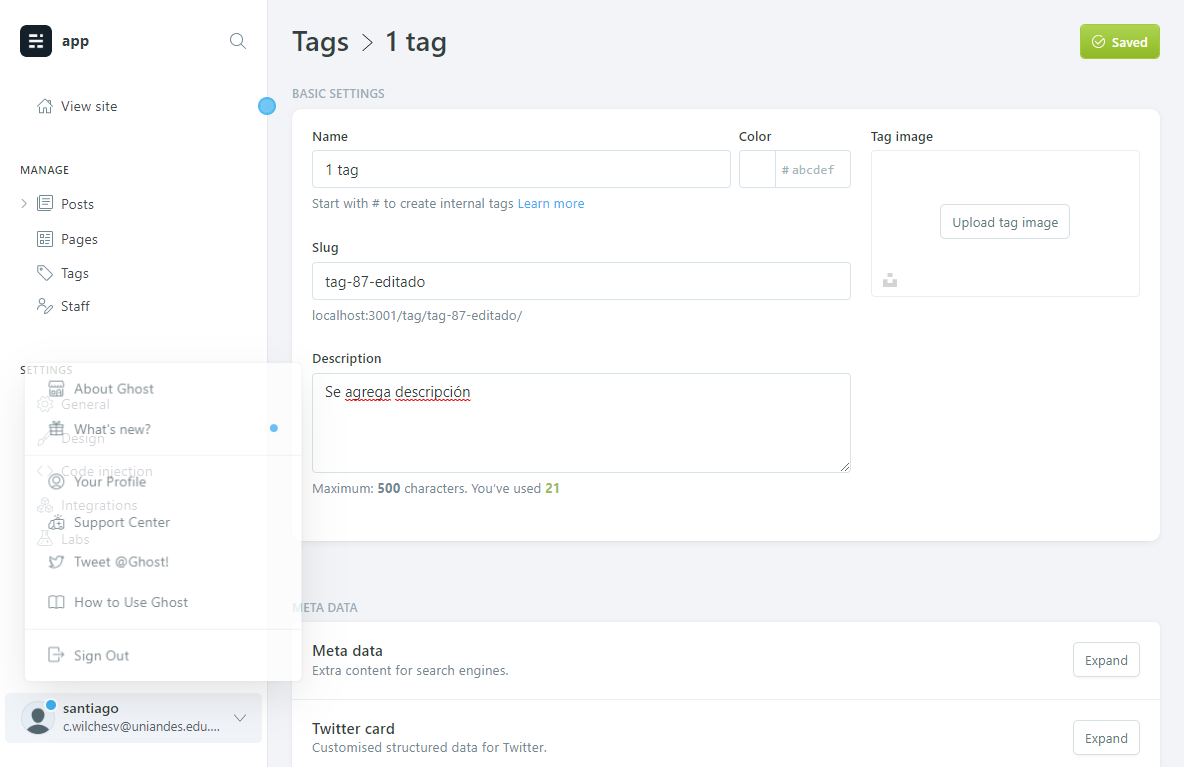 app
View site
MANAGE
Posts
Pages
Tags
Staff
SETTINGS
General
Design
Code injection
Integrations
Labs
About Ghost
What's new?
Your Profile
Support Center
Tweet @Ghost!
How to Use Ghost
Sign Out
santiago
c.wilchesv@uniandes.edu....
Tags > 1 tag
Saved
BASIC SETTINGS
Name
1 tag
Start with # to create internal tags Learn more
Color
# abcdef
Slug
tag-87-editado
localhost:3001/tag/tag-87-editado/
Description
Se agrega descripción
Maximum: 500 characters. You've used 21
Tag image
Upload tag image
META DATA
Meta data
Extra content for search engines.
Expand
Twitter card
Customised structured data for Twitter.
Expand